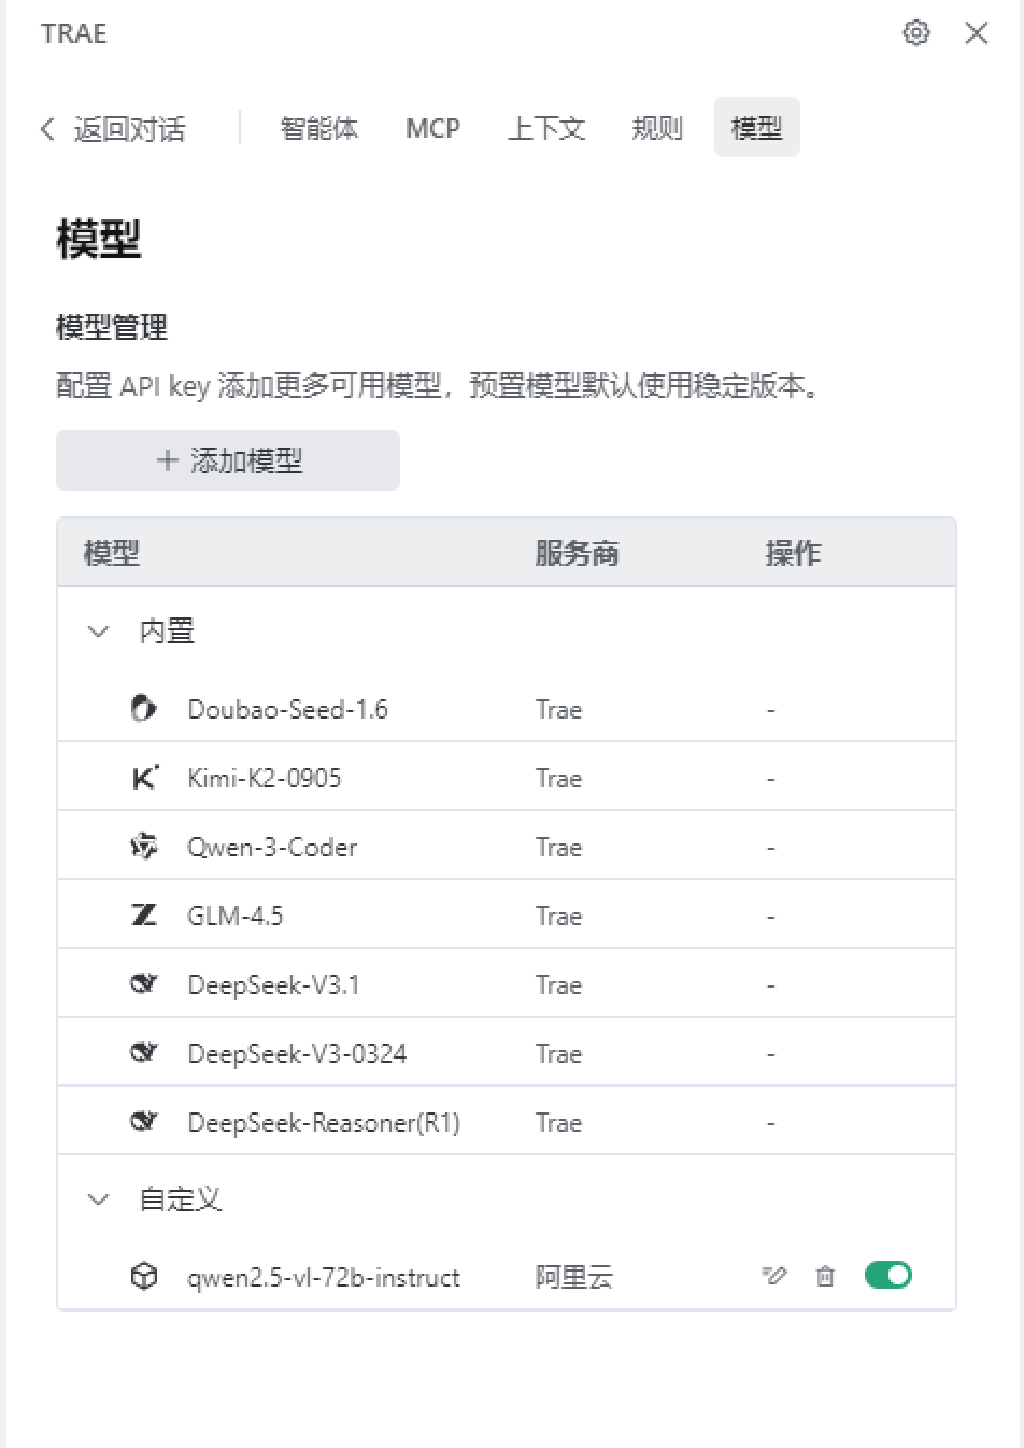 TRAE
返回对话 智能体 MCP 上下文 规则 模型
模型
模型管理
配置 API key 添加更多可用模型，预置模型默认使用稳定版本。
+ 添加模型
模型 服务商 操作
内置
Doubao-Seed-1.6 Trae -
Kimi-K2-0905 Trae -
Qwen-3-Coder Trae -
GLM-4.5 Trae -
DeepSeek-V3.1 Trae -
DeepSeek-V3-0324 Trae -
DeepSeek-Reasoner(R1) Trae -
自定义
qwen2.5-vl-72b-instruct 阿里云